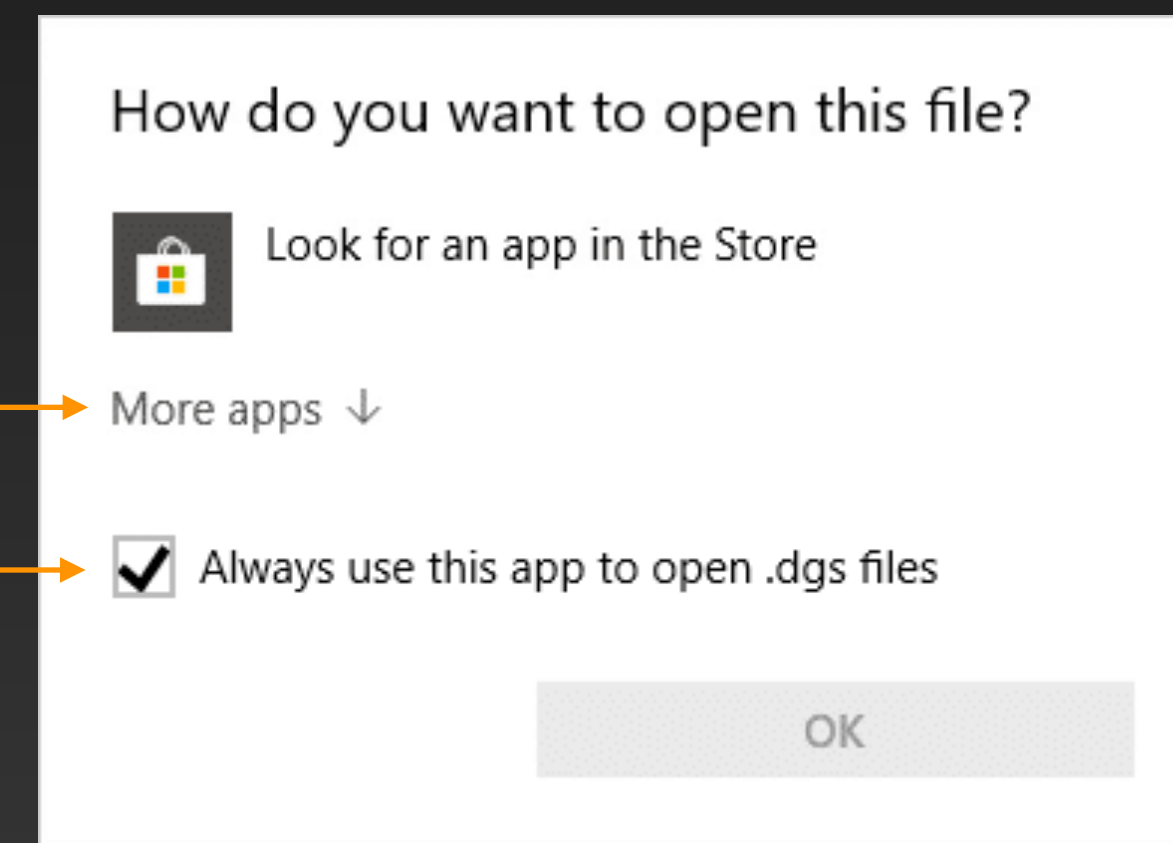 How do you want to open this file?
Look for an app in the Store
More apps ↓
Always use this app to open .dgs files
OK